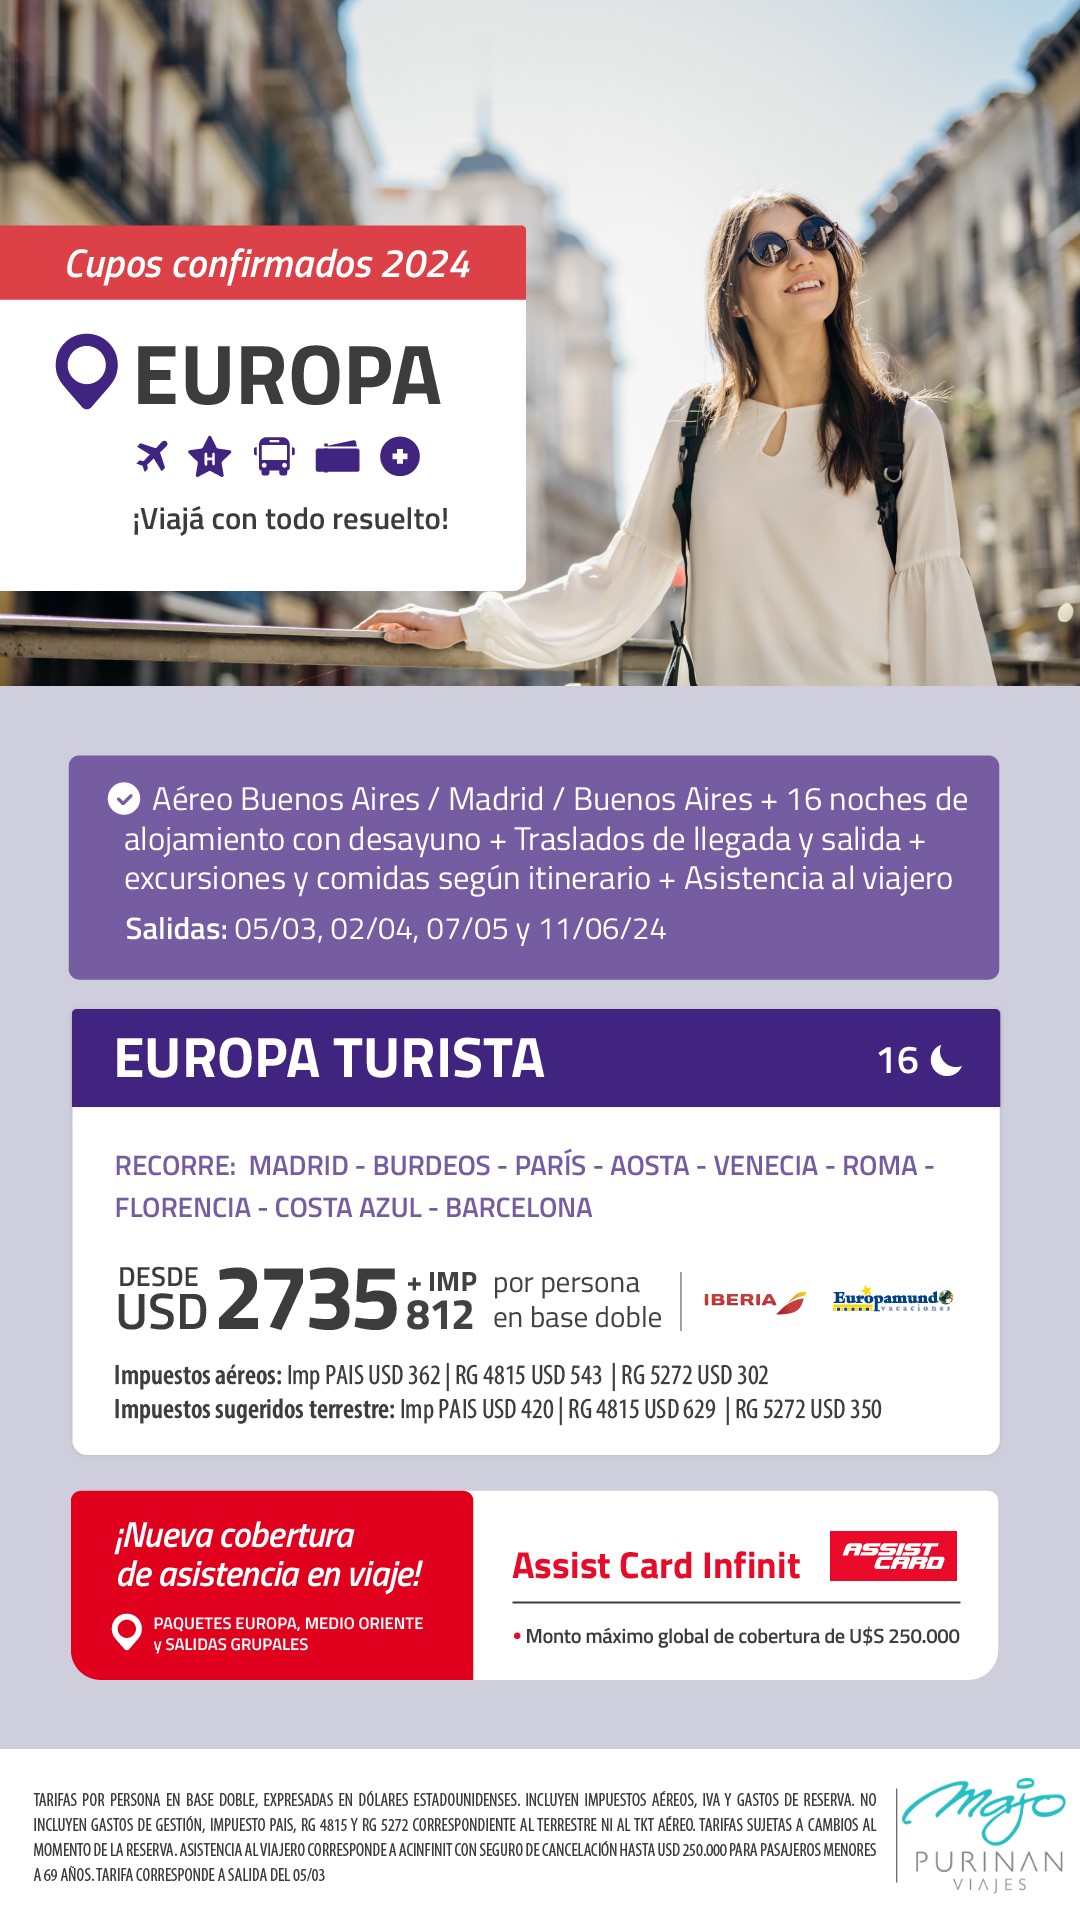 Cupos confirmados 2024
EUROPA
H
¡Viajá con todo resuelto!
Aéreo Buenos Aires / Madrid / Buenos Aires + 16 noches de
alojamiento con desayuno + Traslados de llegada y salida +
excursiones y comidas según itinerario + Asistencia al viajero
Salidas: 05/03, 02/04, 07/05 y 11/06/24
EUROPA TURISTA 16
RECORRE: MADRID - BURDEOS - PARÍS - AOSTA - VENECIA - ROMA -
FLORENCIA - COSTA AZUL - BARCELONA
DESDE
USD 2735 + IMP 812
por persona
en base doble
IBERIA
Europamundo
vacaciones
Impuestos aéreos: Imp PAIS USD 362 | RG 4815 USD 543 | RG 5272 USD 302
Impuestos sugeridos terrestre: Imp PAIS USD 420 | RG 4815 USD 629 | RG 5272 USD 350
¡Nueva cobertura
de asistencia en viaje!
PAQUETES EUROPA, MEDIO ORIENTE
y SALIDAS GRUPALES
Assist Card Infinit
ASSIST
CARD
• Monto máximo global de cobertura de U$S 250.000
TARIFAS POR PERSONA EN BASE DOBLE, EXPRESADAS EN DÓLARES ESTADOUNIDENSES. INCLUYEN IMPUESTOS AÉREOS, IVA Y GASTOS DE RESERVA. NO
INCLUYEN GASTOS DE GESTIÓN, IMPUESTO PAIS, RG 4815 Y RG 5272 CORRESPONDIENTE AL TERRESTRE NI AL TKT AÉREO. TARIFAS SUJETAS A CAMBIOS AL
MOMENTO DE LA RESERVA. ASISTENCIA AL VIAJERO CORRESPONDE A ACINFINIT CON SEGURO DE CANCELACIÓN HASTA USD 250.000 PARA PASAJEROS MENORES
A 69 AÑOS. TARIFA CORRESPONDE A SALIDA DEL 05/03
Majo
PURINAN
VIAJES